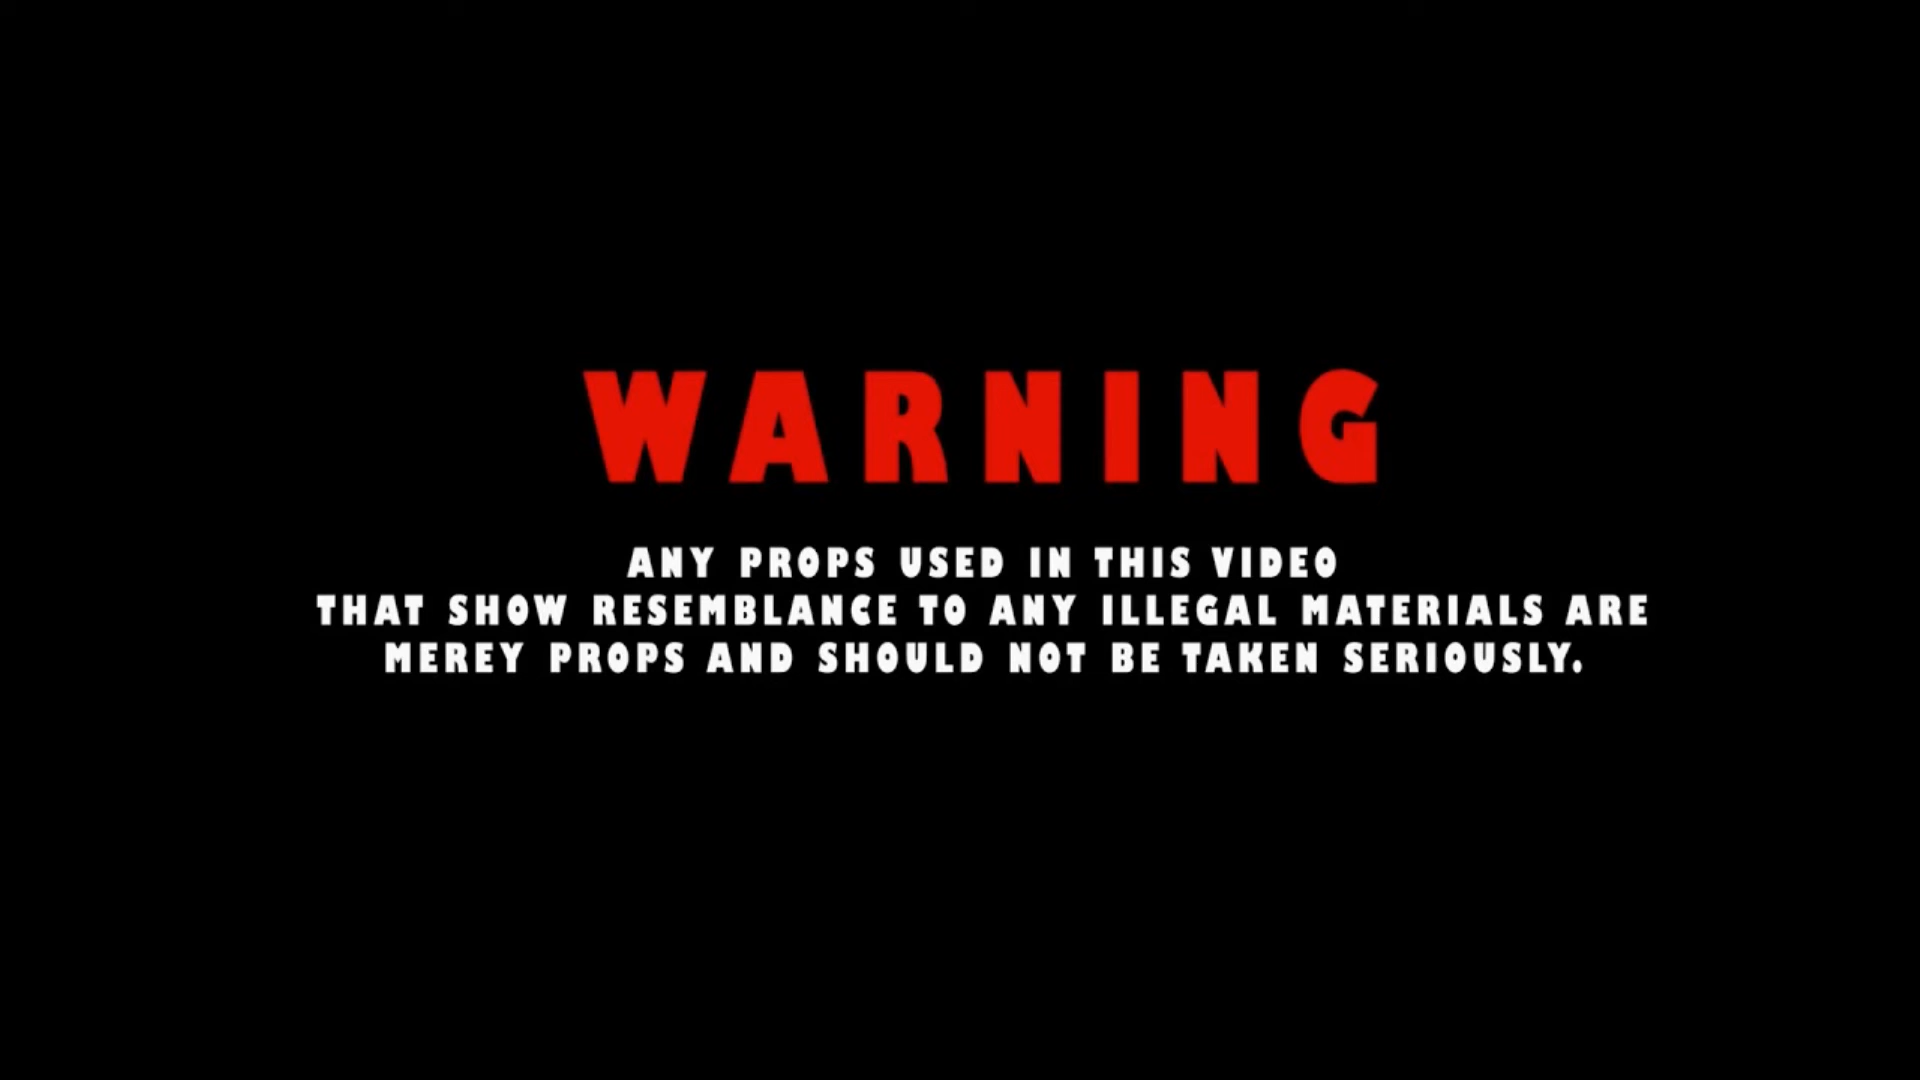 WARNING
ANY PROPS USED IN THIS VIDEO
THAT SHOW RESEMBLANCE TO ANY ILLEGAL MATERIALS ARE
MEREY PROPS AND SHOULD NOT BE TAKEN SERIOUSLY.